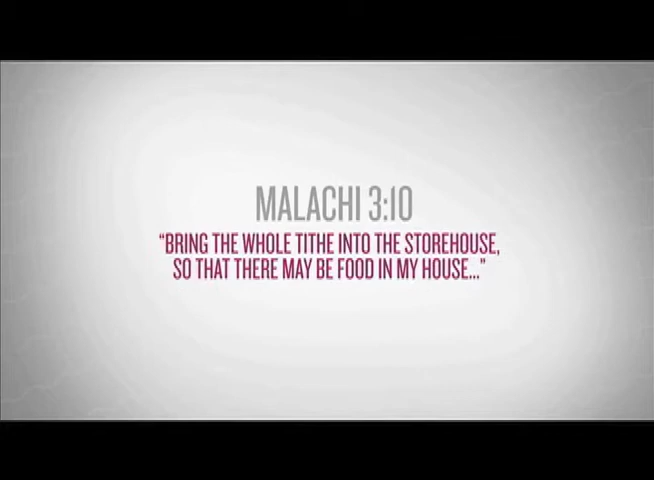 MALACHI 3:10
“BRING THE WHOLE TITHE INTO THE STOREHOUSE,
SO THAT THERE MAY BE FOOD IN MY HOUSE...”